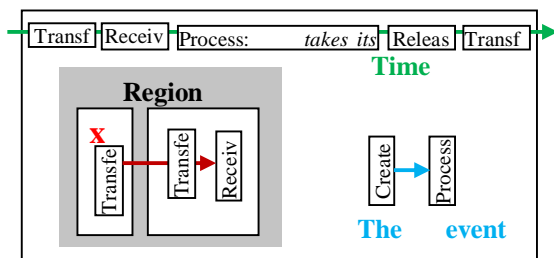 Transf Receiv Process: takes its Releas Transf
Time
Region
x
Transfe Transfe Receiv
Create Process
The event